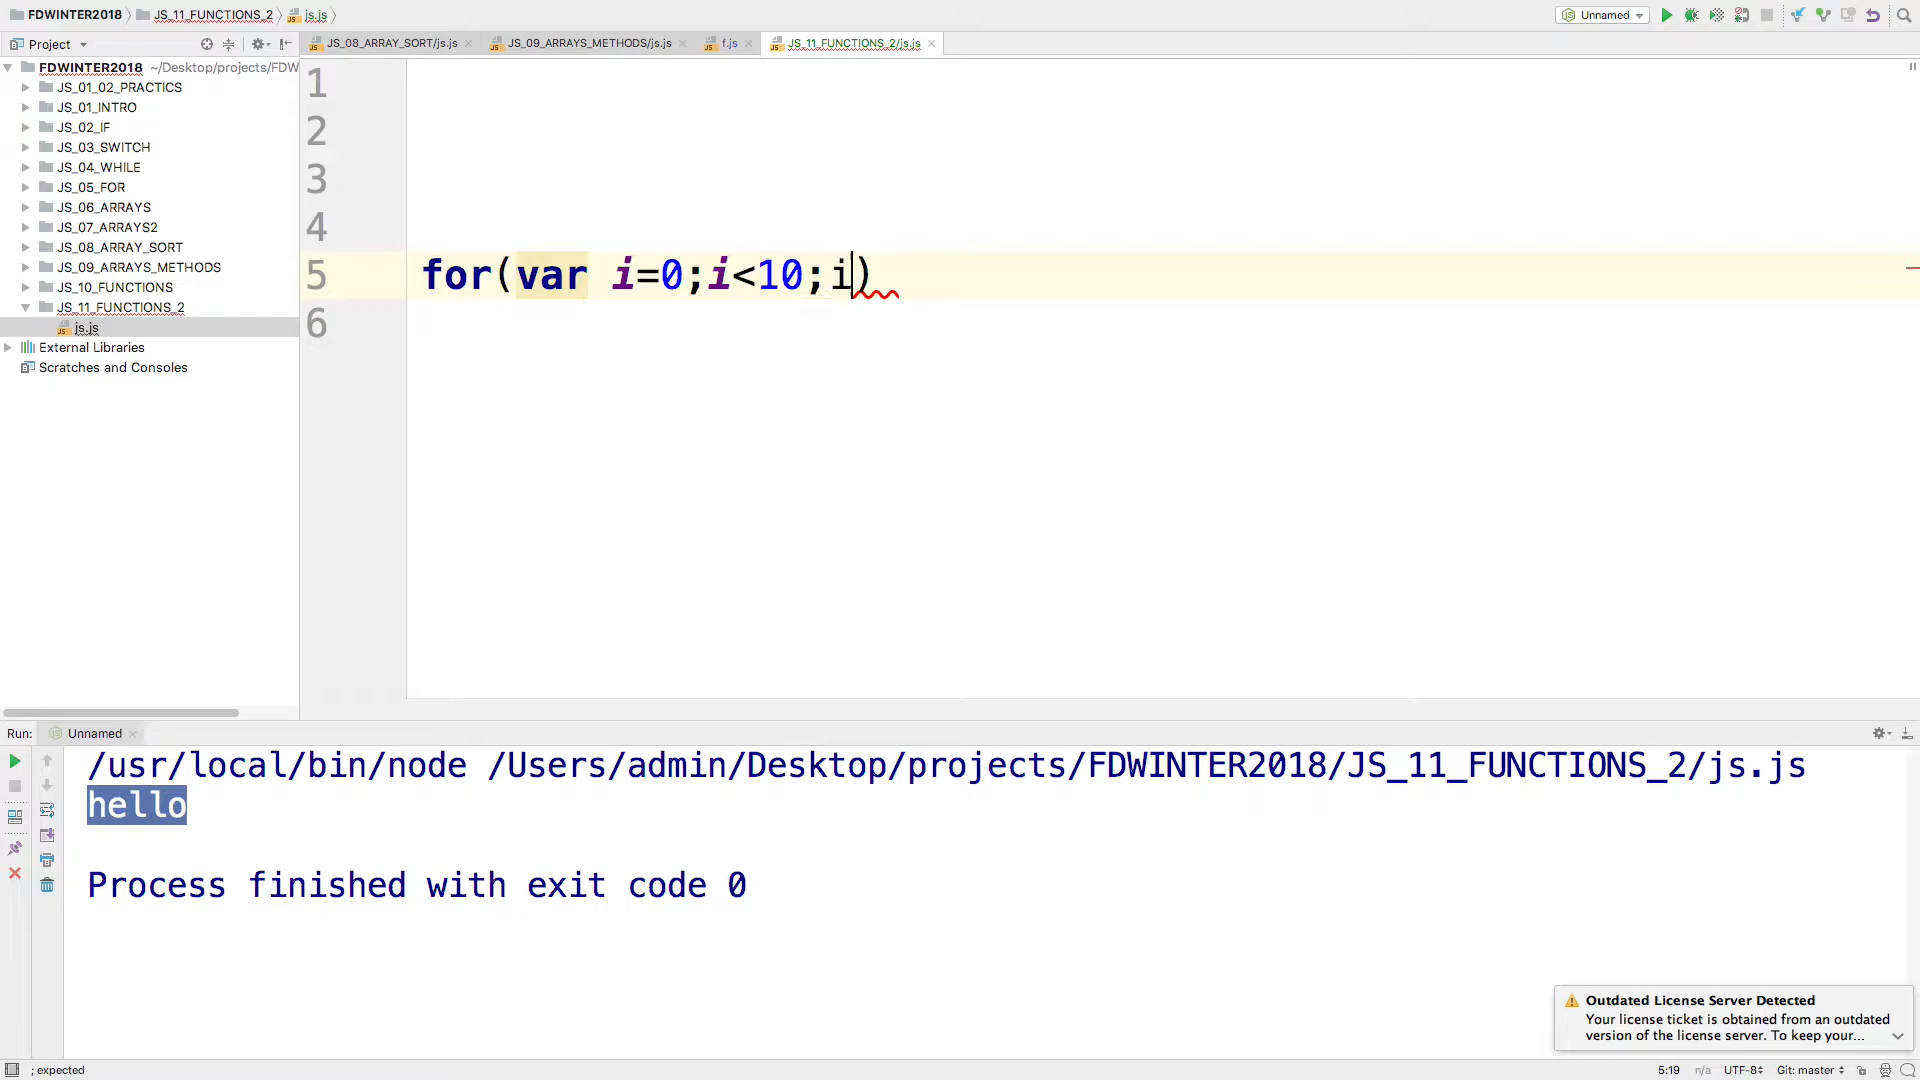 FDWINTER2018 JS_11_FUNCTIONS_2 js.js Unnamed
Project JS_08_ARRAY_SORT/js.js JS_09_ARRAYS_METHODS/js.js f.js JS_11_FUNCTIONS_2/js.js
FDWINTER2018 ~/Desktop/projects/FDW
JS_01_02_PRACTICS
JS_01_INTRO
JS_02_IF
JS_03_SWITCH
JS_04_WHILE
JS_05_FOR
JS_06_ARRAYS
JS_07_ARRAYS2
JS_08_ARRAY_SORT
JS_09_ARRAYS_METHODS
JS_10_FUNCTIONS
JS_11_FUNCTIONS_2
js.js
External Libraries
Scratches and Consoles
1
2
3
4
5 for(var i=0;i<10;i)
6
Run: Unnamed
/usr/local/bin/node /Users/admin/Desktop/projects/FDWINTER2018/JS_11_FUNCTIONS_2/js.js
hello
Process finished with exit code 0
Outdated License Server Detected
Your license ticket is obtained from an outdated
version of the license server. To keep your...
; expected 5:19 n/a UTF-8 Git: master